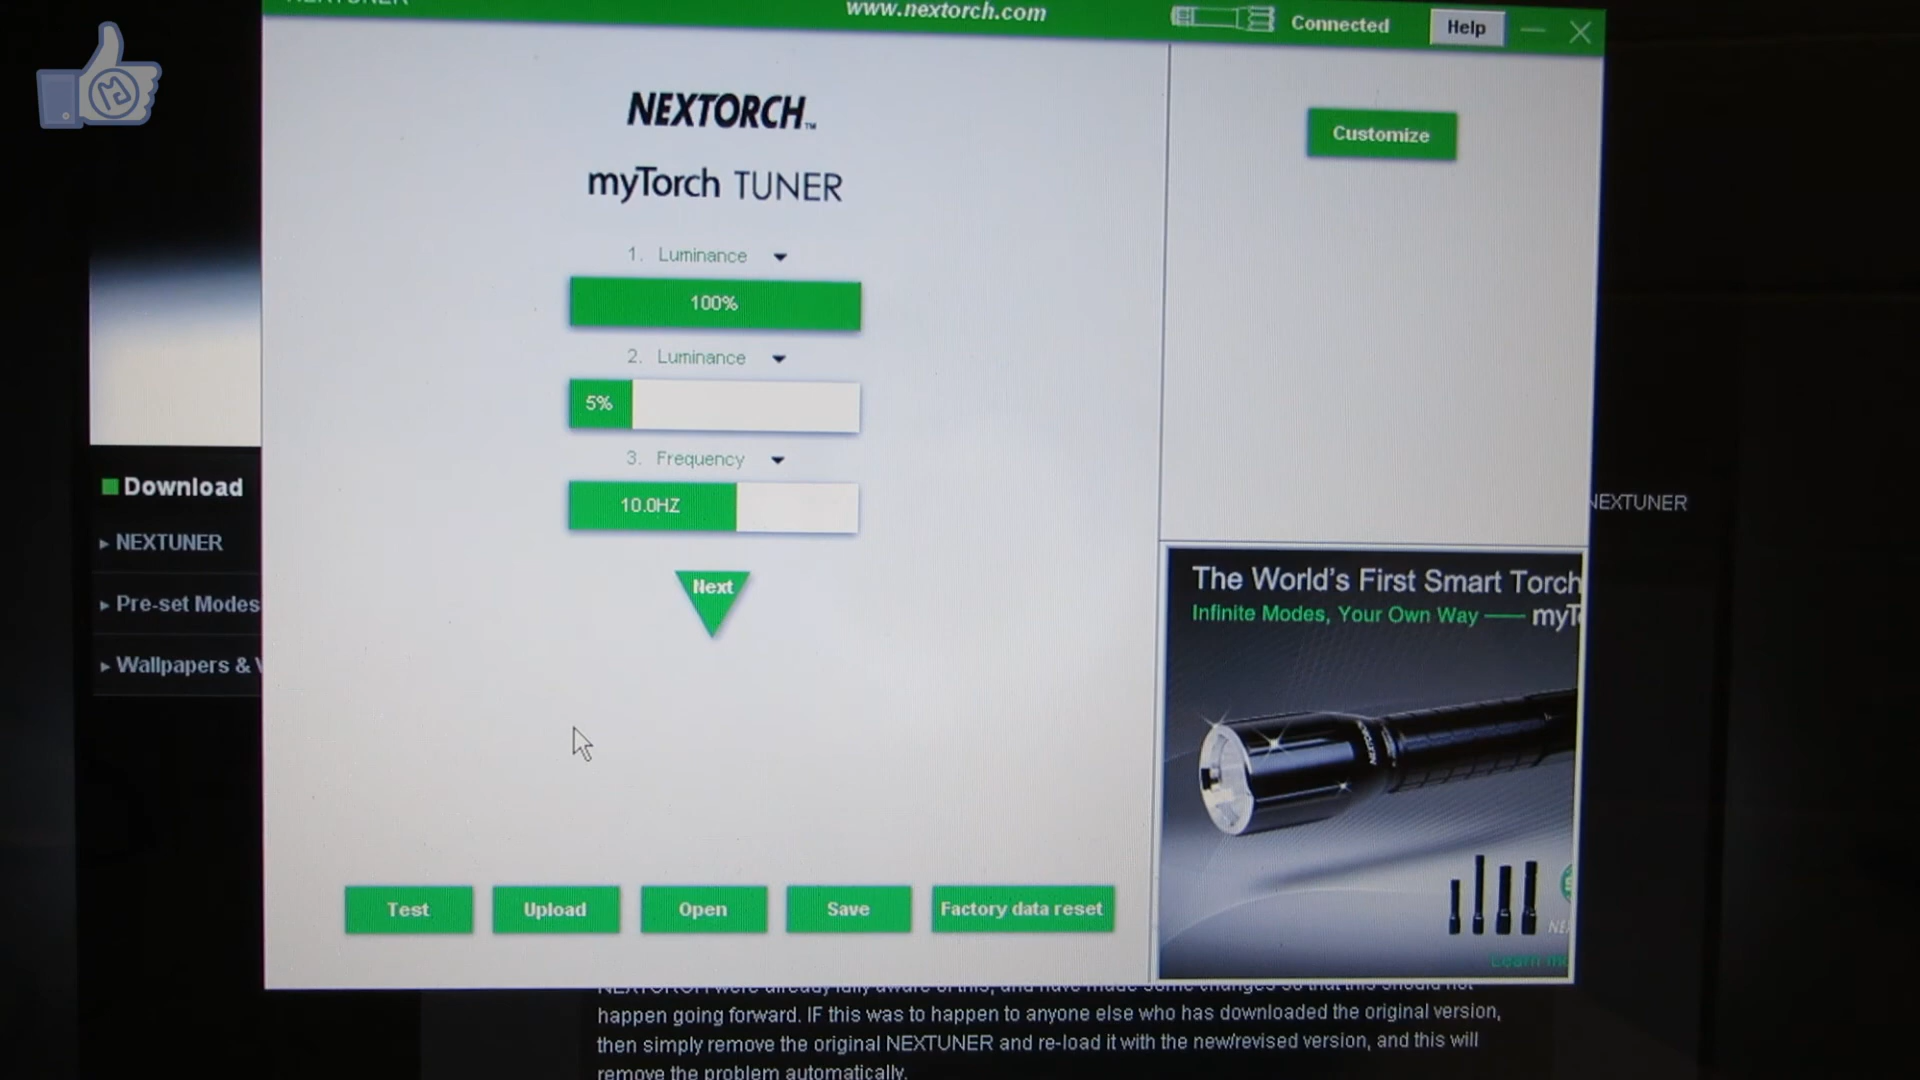 www.nextorch.com
Connected
Help
NEXTORCH™
myTorch TUNER
Customize
1. Luminance
100%
2. Luminance
5%
3. Frequency
10.0HZ
Next
Download
NEXTUNER
Pre-set Modes
Wallpapers &
NEXTUNER
The World's First Smart Torch
Infinite Modes, Your Own Way —— myT
NEXTORCH
Test
Upload
Open
Save
Factory data reset
happen going forward. IF this was to happen to anyone else who has downloaded the original version,
then simply remove the original NEXTUNER and re-load it with the new/revised version, and this will
remove the problem automatically.